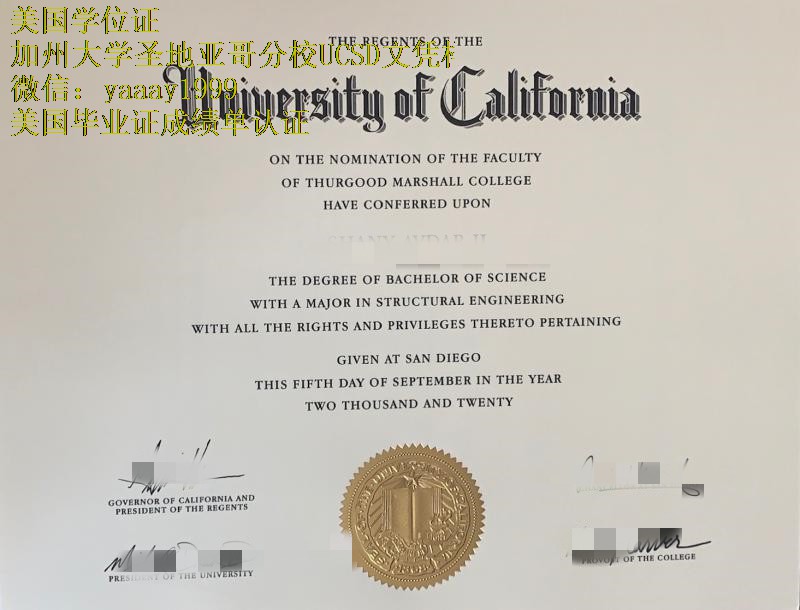 美国学位证
加州大学圣地亚哥分校UCSD文凭
微信：yaaay1999
美国毕业证成绩单认证
THE REGENTS OF THE
University of California
ON THE NOMINATION OF THE FACULTY
OF THURGOOD MARSHALL COLLEGE
HAVE CONFERRED UPON
THE DEGREE OF BACHELOR OF SCIENCE
WITH A MAJOR IN STRUCTURAL ENGINEERING
WITH ALL THE RIGHTS AND PRIVILEGES THERETO PERTAINING
GIVEN AT SAN DIEGO
THIS FIFTH DAY OF SEPTEMBER IN THE YEAR
TWO THOUSAND AND TWENTY
GOVERNOR OF CALIFORNIA AND
PRESIDENT OF THE REGENTS
PRESIDENT OF THE UNIVERSITY
PROVOST OF THE COLLEGE